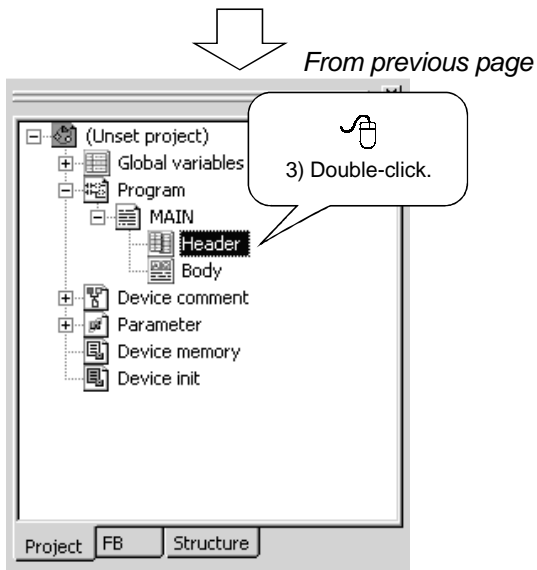 From previous page
3) Double-click.
(Unset project)
Global variables
Program
MAIN
Header
Body
Device comment
Parameter
Device memory
Device init
Project FB Structure